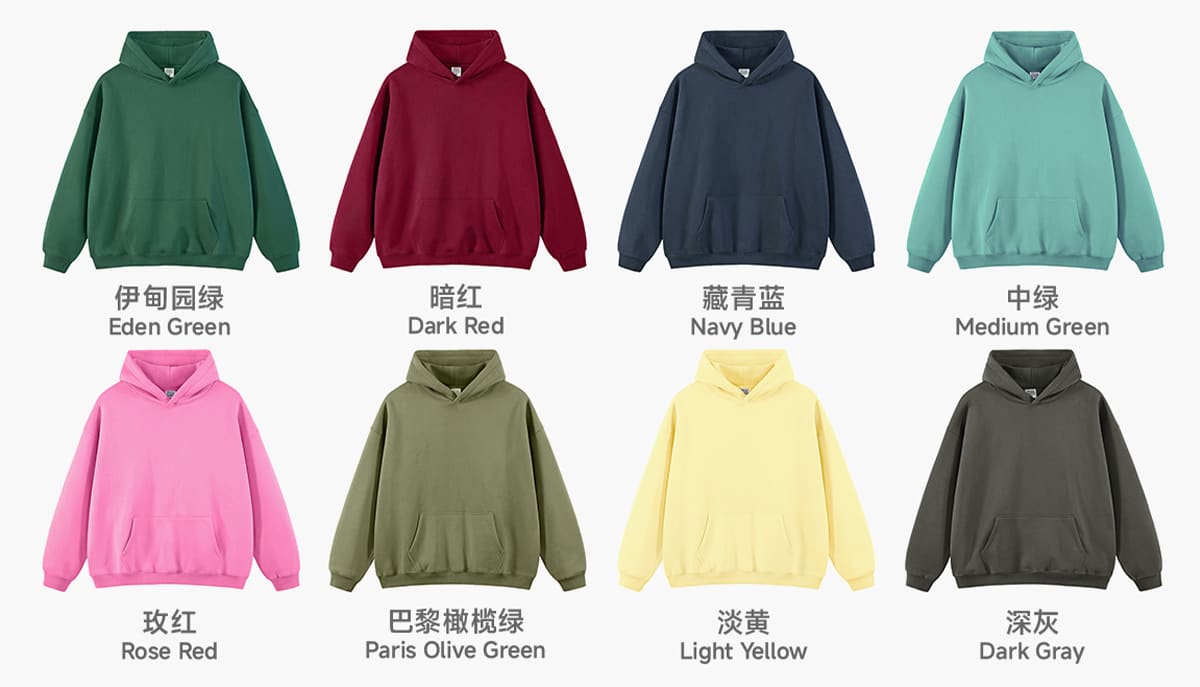 伊甸园绿
Eden Green
暗红
Dark Red
藏青蓝
Navy Blue
中绿
Medium Green
玫红
Rose Red
巴黎橄榄绿
Paris Olive Green
淡黄
Light Yellow
深灰
Dark Gray